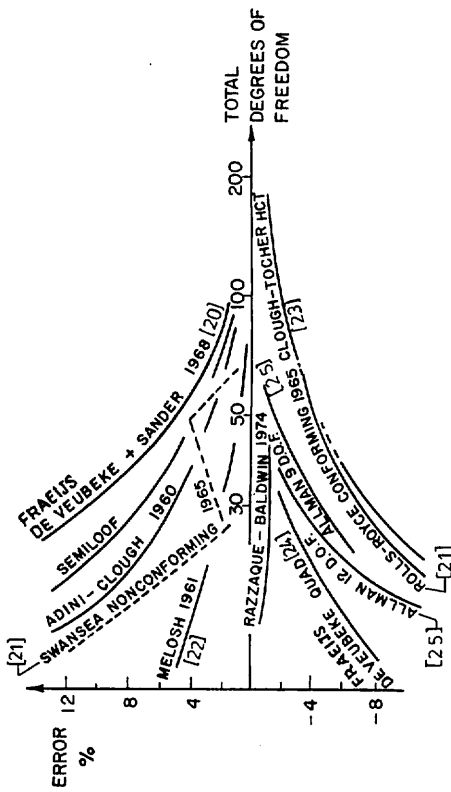 ERROR
%
12
8
4
-4
-8
30
50
100
200
TOTAL
DEGREES OF
FREEDOM
FRAEIJS
DE VEUBEKE + SANDER 1968 [20]
SEMILOOF
ADINI-CLOUGH 1960
[21]
SWANSEA NONCONFORMING 1965
MELOSH 1961
[22]
RAZZAQUE-BALDWIN 1974
FRAEIJS
DE VEUBEKE QUAD [24]
ALLMAN 12 D.O.F.
[25]
ALLMAN 9 D.O.F. [25]
ROLLS-ROYCE CONFORMING 1965
[21]
CLOUGH-TOCHER HCT
[23]